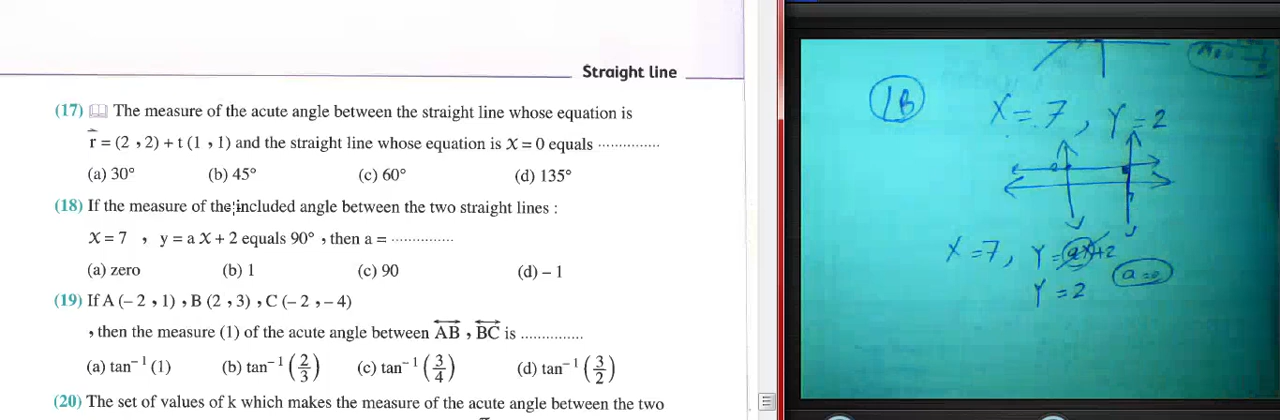 Straight line
(17) The measure of the acute angle between the straight line whose equation is
r = (2 , 2) + t (1 , 1) and the straight line whose equation is X = 0 equals ...............
(a) 30° (b) 45° (c) 60° (d) 135°
(18) If the measure of the included angle between the two straight lines :
X = 7 , y = a X + 2 equals 90° , then a = ...............
(a) zero (b) 1 (c) 90 (d) – 1
(19) If A (– 2 , 1) , B (2 , 3) , C (– 2 , – 4)
, then the measure (1) of the acute angle between AB , BC is ...............
(a) tan⁻¹ (1) (b) tan⁻¹ (2/3) (c) tan⁻¹ (3/4) (d) tan⁻¹ (3/2)
(20) The set of values of k which makes the measure of the acute angle between the two
18
X = 7 , Y = 2
X = 7 , Y = ax + 2
a = 0
Y = 2